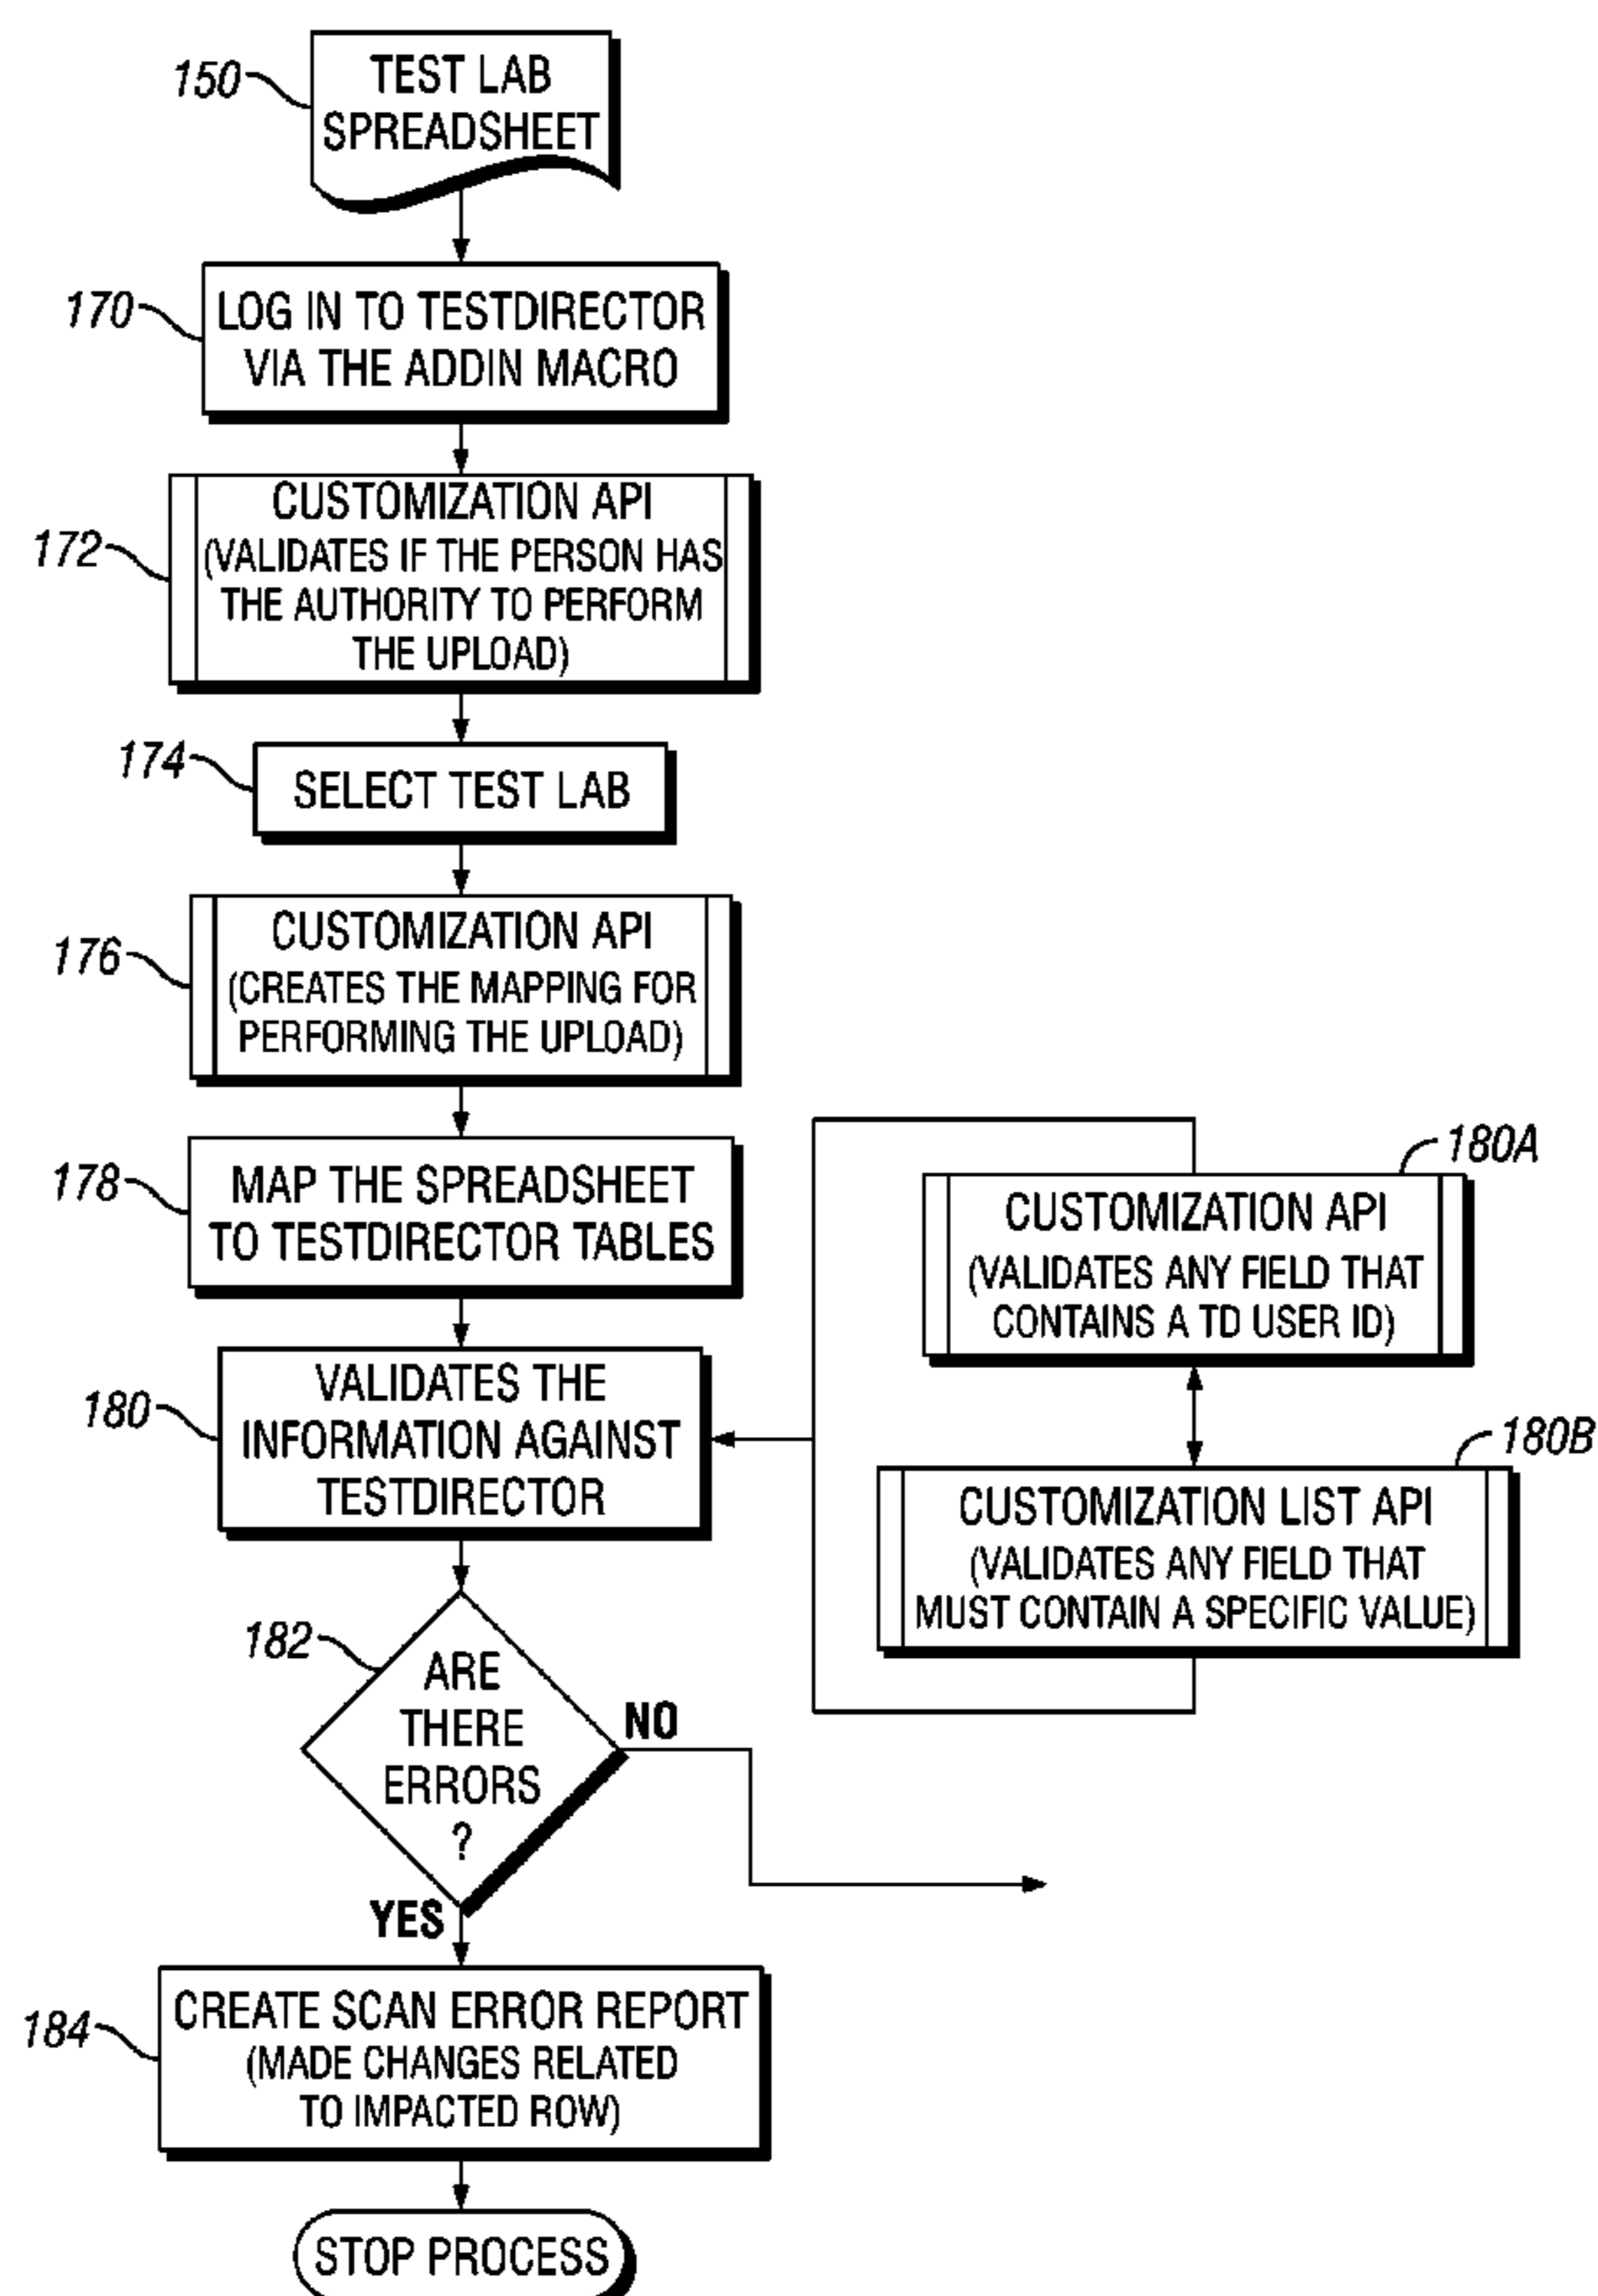 150
TEST LAB
SPREADSHEET
170
LOG IN TO TESTDIRECTOR
VIA THE ADDIN MACRO
172
CUSTOMIZATION API
(VALIDATES IF THE PERSON HAS
THE AUTHORITY TO PERFORM
THE UPLOAD)
174
SELECT TEST LAB
176
CUSTOMIZATION API
(CREATES THE MAPPING FOR
PERFORMING THE UPLOAD)
178
MAP THE SPREADSHEET
TO TESTDIRECTOR TABLES
180A
CUSTOMIZATION API
(VALIDATES ANY FIELD THAT
CONTAINS A TD USER ID)
180
VALIDATES THE
INFORMATION AGAINST
TESTDIRECTOR
180B
CUSTOMIZATION LIST API
(VALIDATES ANY FIELD THAT
MUST CONTAIN A SPECIFIC VALUE)
182
ARE
THERE
ERRORS
?
NO
YES
184
CREATE SCAN ERROR REPORT
(MADE CHANGES RELATED
TO IMPACTED ROW)
STOP PROCESS